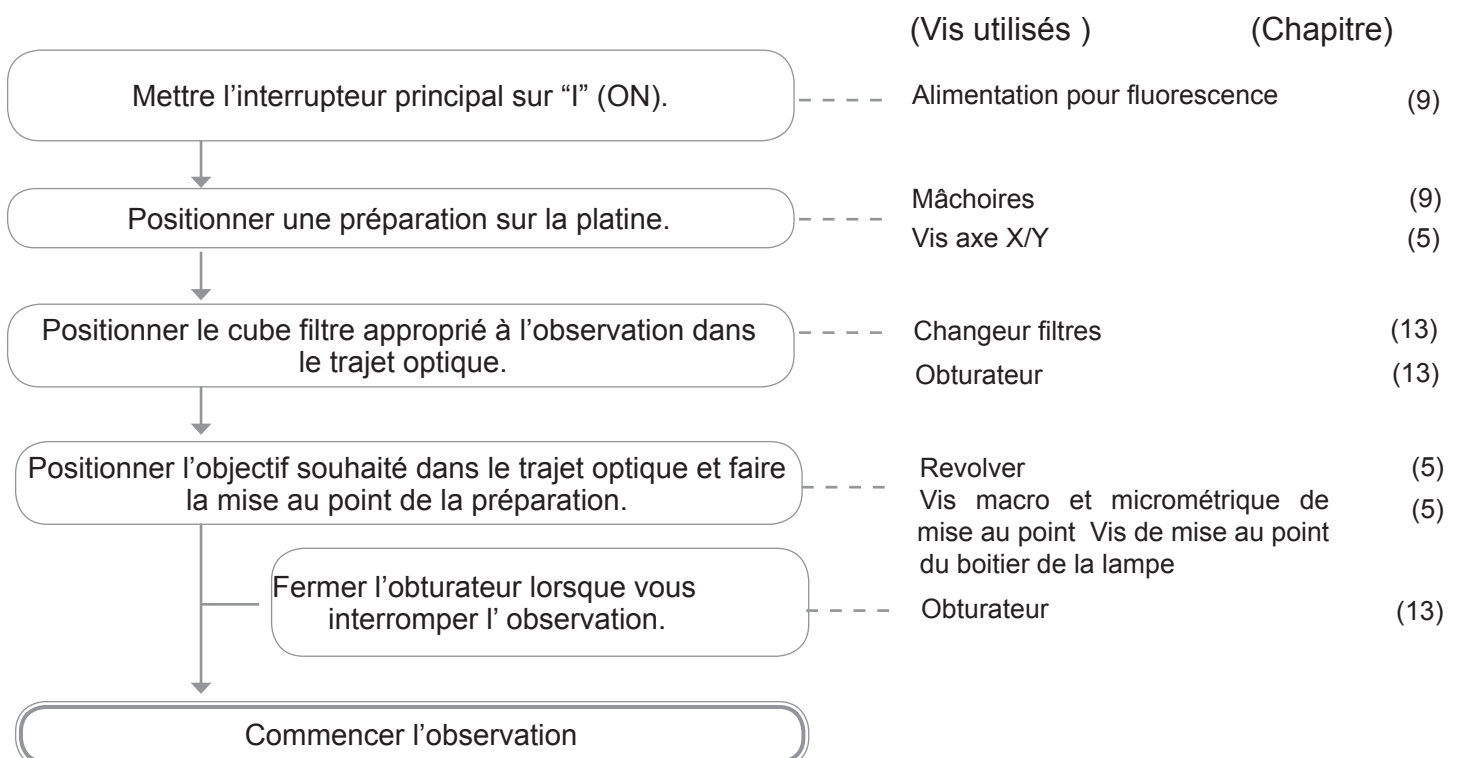 (Vis utilisés ) (Chapitre)
Mettre l’interrupteur principal sur “I” (ON). Alimentation pour fluorescence (9)
Positionner une préparation sur la platine. Mâchoires (9)
Vis axe X/Y (5)
Positionner le cube filtre approprié à l’observation dans
le trajet optique.
Changeur filtres (13)
Obturateur (13)
Positionner l’objectif souhaité dans le trajet optique et faire
la mise au point de la préparation.
Revolver (5)
Vis macro et micrométrique de (5)
mise au point Vis de mise au point
du boitier de la lampe
Fermer l’obturateur lorsque vous
interromper l’ observation.
Obturateur (13)
Commencer l’observation